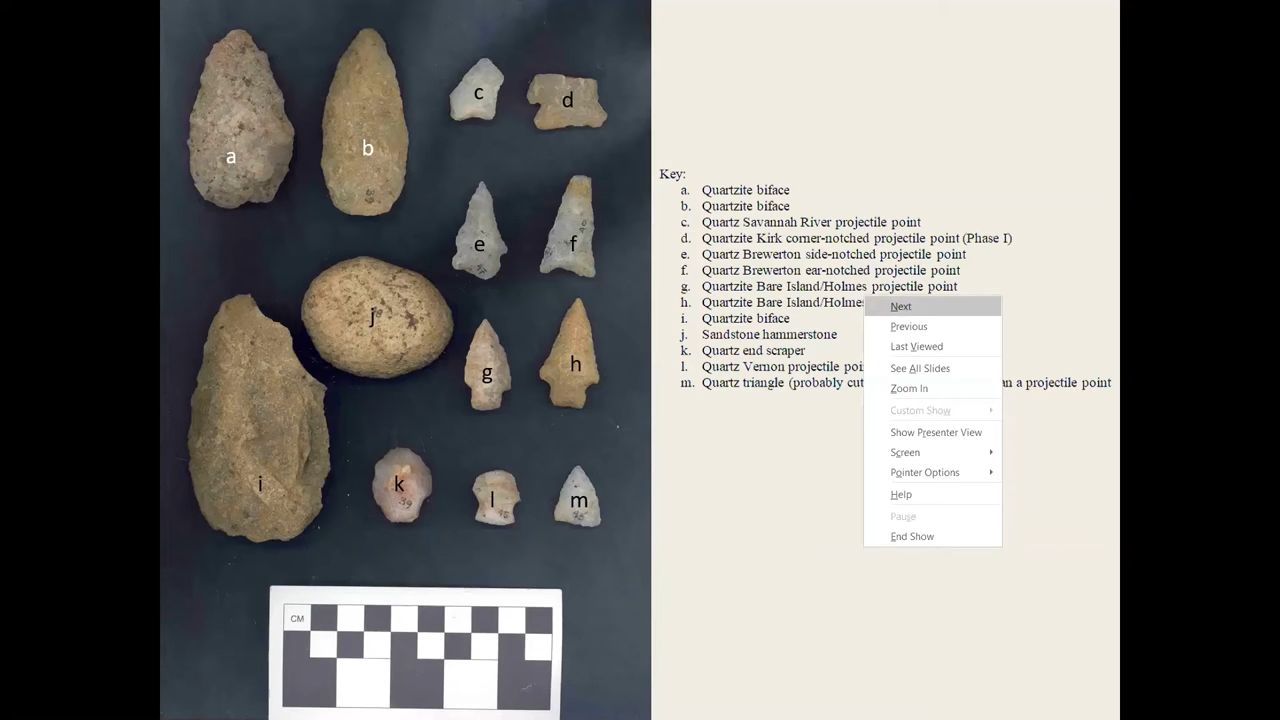 a
b
c
d
e
f
g
h
i
j
k
l
m
CM
Key:
a. Quartzite biface
b. Quartzite biface
c. Quartz Savannah River projectile point
d. Quartzite Kirk corner-notched projectile point (Phase I)
e. Quartz Brewerton side-notched projectile point
f. Quartz Brewerton ear-notched projectile point
g. Quartzite Bare Island/Holmes projectile point
h. Quartzite Bare Island/Holmes
i. Quartzite biface
j. Sandstone hammerstone
k. Quartz end scraper
l. Quartz Vernon projectile
m. Quartz triangle (probably cut an a projectile point
Next
Previous
Last Viewed
See All Slides
Zoom In
Custom Show
Show Presenter View
Screen
Pointer Options
Help
Pause
End Show